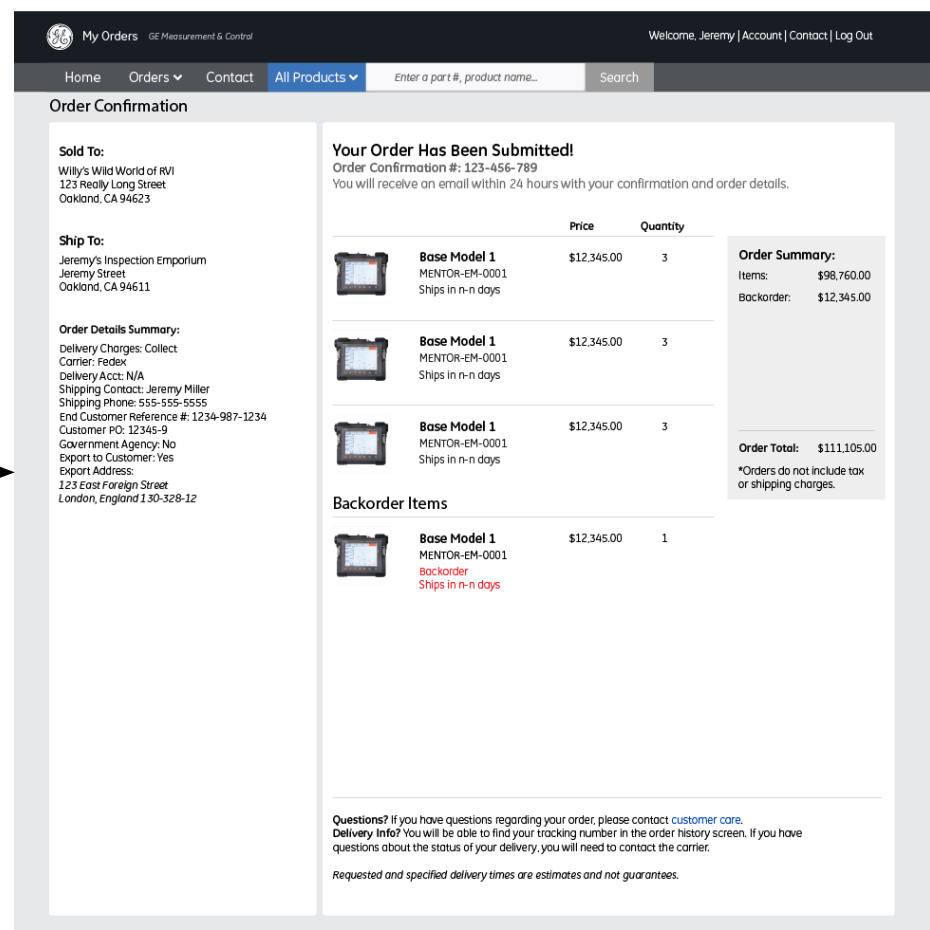 My Orders GE Measurement & Control
Welcome, Jeremy | Account | Contact | Log Out
Home Orders Contact All Products Enter a part #, product name... Search
Order Confirmation
Sold To:
Willy's Wild World of RVI
123 Really Long Street
Oakland, CA 94623
Ship To:
Jeremy's Inspection Emporium
Jeremy Street
Oakland, CA 94611
Order Details Summary:
Delivery Charges: Collect
Carrier: Fedex
Delivery Acct: N/A
Shipping Contact: Jeremy Miller
Shipping Phone: 555-555-5555
End Customer Reference #: 1234-987-1234
Customer PO: 12345-9
Government Agency: No
Export to Customer: Yes
Export Address:
123 East Foreign Street
London, England 130-328-12
Your Order Has Been Submitted!
Order Confirmation #: 123-456-789
You will receive an email within 24 hours with your confirmation and order details.
Price Quantity
Base Model 1 $12,345.00 3
MENTOR-EM-0001
Ships in n-n days
Base Model 1 $12,345.00 3
MENTOR-EM-0001
Ships in n-n days
Base Model 1 $12,345.00 3
MENTOR-EM-0001
Ships in n-n days
Backorder Items
Base Model 1 $12,345.00 1
MENTOR-EM-0001
Backorder
Ships in n-n days
Order Summary:
Items: $98,760.00
Backorder: $12,345.00
Order Total: $111,105.00
*Orders do not include tax
or shipping charges.
Questions? If you have questions regarding your order, please contact customer care.
Delivery Info? You will be able to find your tracking number in the order history screen. If you have
questions about the status of your delivery, you will need to contact the carrier.
Requested and specified delivery times are estimates and not guarantees.